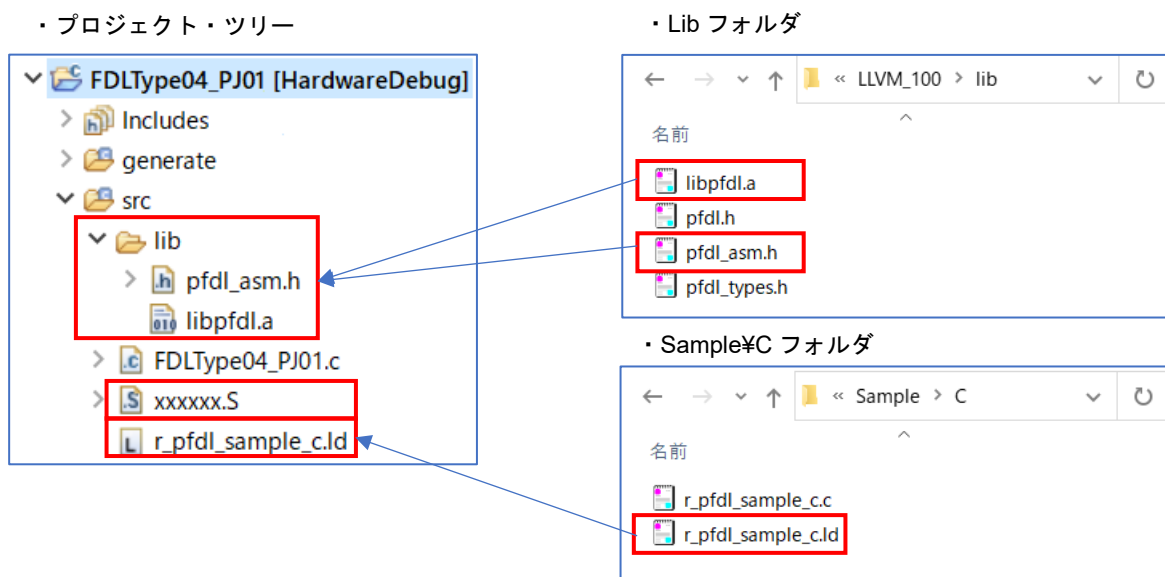 ・プロジェクト・ツリー
FDLType04_PJ01 [HardwareDebug]
Includes
generate
src
lib
pfdl_asm.h
libpfdl.a
FDLType04_PJ01.c
xxxxxx.S
r_pfdl_sample_c.ld
・Lib フォルダ
« LLVM_100 > lib
名前
libpfdl.a
pfdl.h
pfdl_asm.h
pfdl_types.h
・Sample¥C フォルダ
« Sample > C
名前
r_pfdl_sample_c.c
r_pfdl_sample_c.ld